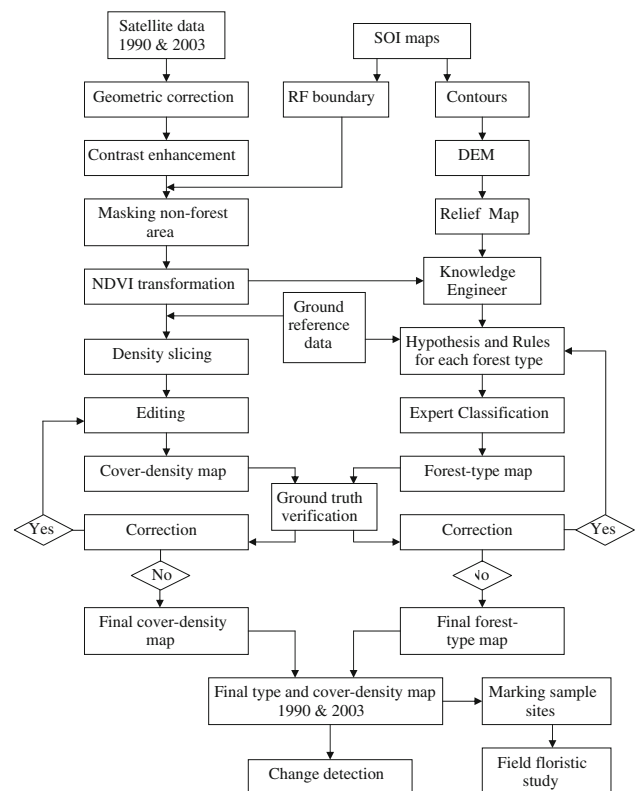 Satellite data
1990 & 2003
SOI maps
Geometric correction
RF boundary
Contours
Contrast enhancement
DEM
Masking non-forest
area
Relief Map
NDVI transformation
Knowledge
Engineer
Ground
reference
data
Density slicing
Hypothesis and Rules
for each forest type
Editing
Expert Classification
Cover-density map
Forest-type map
Ground truth
verification
Yes
Correction
Correction
Yes
No
No
Final cover-density
map
Final forest-
type map
Final type and cover-density map
1990 & 2003
Marking sample
sites
Change detection
Field floristic
study